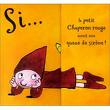 Si...
le petit
Chaperon rouge
avait une
queue de sirène !